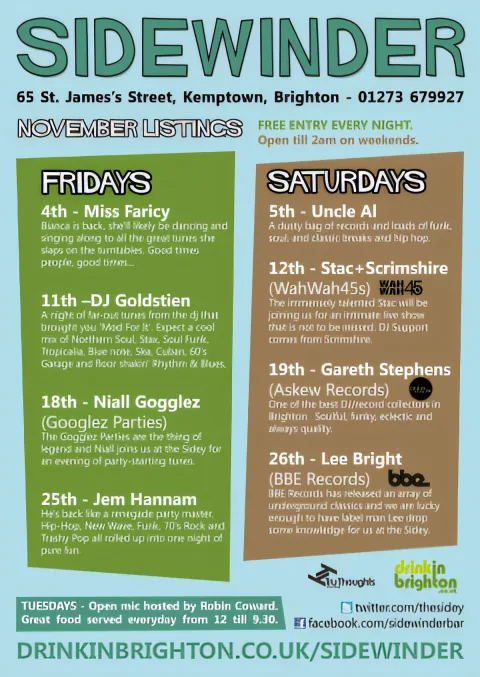 SIDEWINDER
65 St. James's Street, Kemptown, Brighton - 01273 679927
NOVEMBER LISTINGS
FREE ENTRY EVERY NIGHT.
Open till 2am on weekends.
FRIDAYS
4th - Miss Faricy
Bianca is back, she'll likely be dancing and
singing along to all the great tunes she
slaps on the turntables. Good times
people, good times...
11th –DJ Goldstien
A night of far-out tunes from the dj that
brought you 'Mod For It'. Expect a cool
mix of Northern Soul, Stax, Soul Funk,
Tropicalia, Blue note, Ska, Cuban, 60's
Garage and floor shakin' Rhythm & Blues.
18th - Niall Gogglez
(Googlez Parties)
The Gogglez Parties are the thing of
legend and Niall joins us at the Sidey for
an evening of party-starting tunes.
25th - Jem Hannam
He's back like a renegade party master,
Hip-Hop, New Wave, Funk, 70's Rock and
Trashy Pop all rolled up into one night of
pure fun.
SATURDAYS
5th - Uncle Al
A dutty bag of records and loads of funk,
soul and classic breaks and hip hop.
12th - Stac+Scrimshire
(WahWah45s)
WAH
WAH45
The immensely talented Stac will be
joining us for an intimate live show
that is not to be missed. DJ Support
comes from Scrimshire.
19th - Gareth Stephens
(Askew Records)
One of the best DJ/record collectors in
Brighton. Soulful, funky, eclectic and
always quality.
26th - Lee Bright
(BBE Records)
bbe
BBE Records has released an array of
underground classics and we are lucky
enough to have label man Lee drop
some knowledge for us at the Sidey.
TruThoughts
drinkin
brighton
.co.uk
TUESDAYS - Open mic hosted by Robin Coward.
Great food served everyday from 12 till 9.30.
twitter.com/thesidey
facebook.com/sidewinderbar
DRINKINBRIGHTON.CO.UK/SIDEWINDER